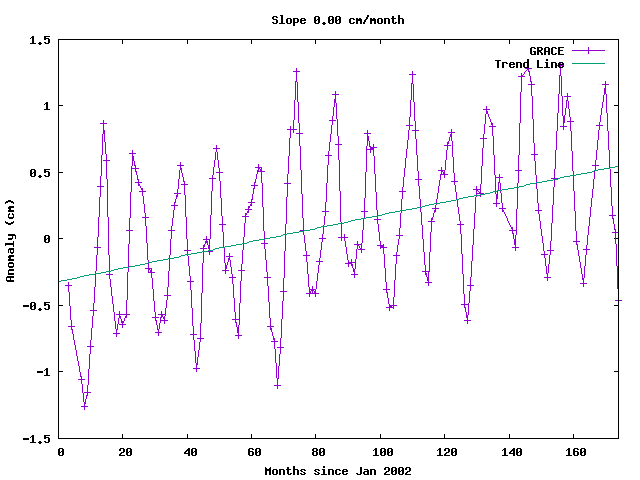 Slope 0.00 cm/month
GRACE
Trend Line
1.5
1
0.5
0
-0.5
-1
-1.5
Anomaly (cm)
0 20 40 60 80 100 120 140 160
Months since Jan 2002